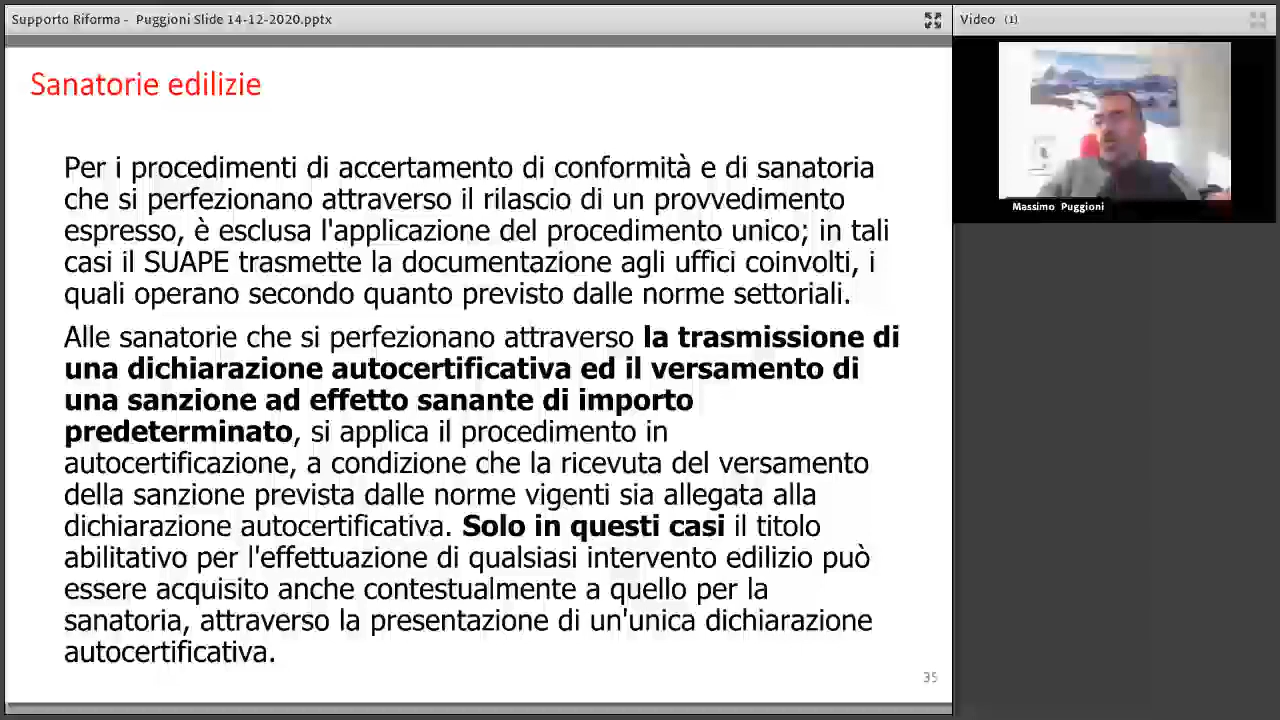 Supporto Riforma - Puggioni Slide 14-12-2020.pptx
Video (1)
Massimo Puggioni
Sanatorie edilizie
Per i procedimenti di accertamento di conformità e di sanatoria
che si perfezionano attraverso il rilascio di un provvedimento
espresso, è esclusa l'applicazione del procedimento unico; in tali
casi il SUAPE trasmette la documentazione agli uffici coinvolti, i
quali operano secondo quanto previsto dalle norme settoriali.
Alle sanatorie che si perfezionano attraverso la trasmissione di
una dichiarazione autocertificativa ed il versamento di
una sanzione ad effetto sanante di importo
predeterminato, si applica il procedimento in
autocertificazione, a condizione che la ricevuta del versamento
della sanzione prevista dalle norme vigenti sia allegata alla
dichiarazione autocertificativa. Solo in questi casi il titolo
abilitativo per l'effettuazione di qualsiasi intervento edilizio può
essere acquisito anche contestualmente a quello per la
sanatoria, attraverso la presentazione di un'unica dichiarazione
autocertificativa.
35